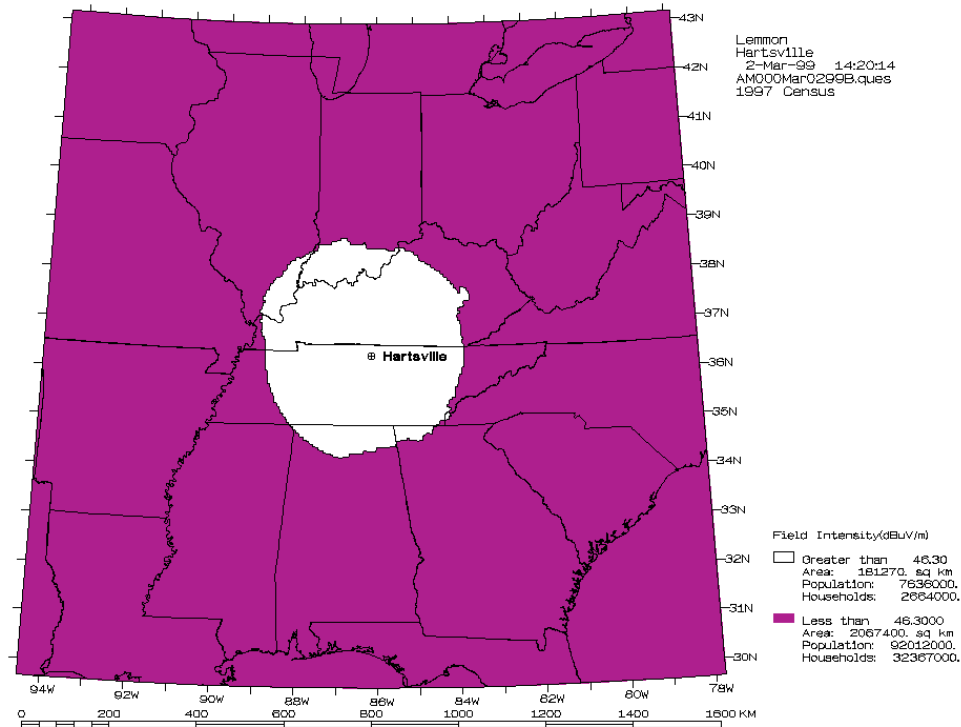 43N
Lemmon
Hartsville
2-Mar-99 14:20:14
AM000Mar0299B.ques
1997 Census
42N
41N
40N
39N
38N
37N
36N
Hartsville
35N
34N
33N
32N
31N
30N
Field Intensity(dBuV/m)
Greater than 46.30
Area: 181270. sq km
Population: 7636000.
Households: 2664000.
Less than 46.3000
Area: 2067400. sq km
Population: 92012000.
Households: 32367000.
94W 92W 90W 88W 86W 84W 82W 80W 78W
0 200 400 600 800 1000 1200 1400 1600 KM